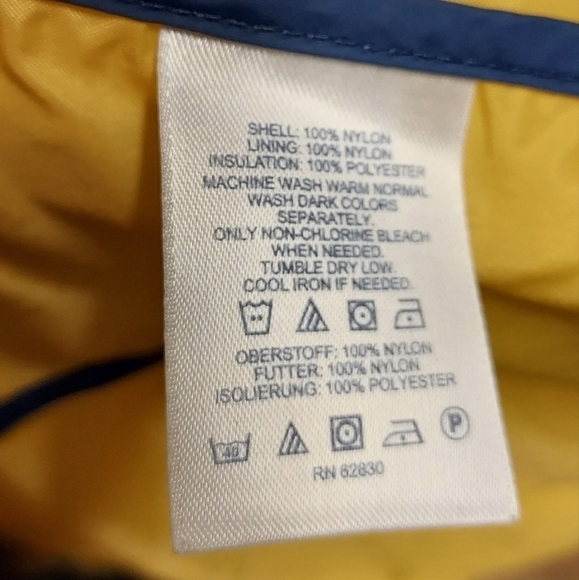 SHELL: 100% NYLON
LINING: 100% NYLON
INSULATION: 100% POLYESTER
MACHINE WASH WARM NORMAL
WASH DARK COLORS
SEPARATELY.
ONLY NON-CHLORINE BLEACH
WHEN NEEDED.
TUMBLE DRY LOW.
COOL IRON IF NEEDED.
OBERSTOFF: 100% NYLON
FUTTER: 100% NYLON
ISOLIERUNG: 100% POLYESTER
40 P
RN 62830